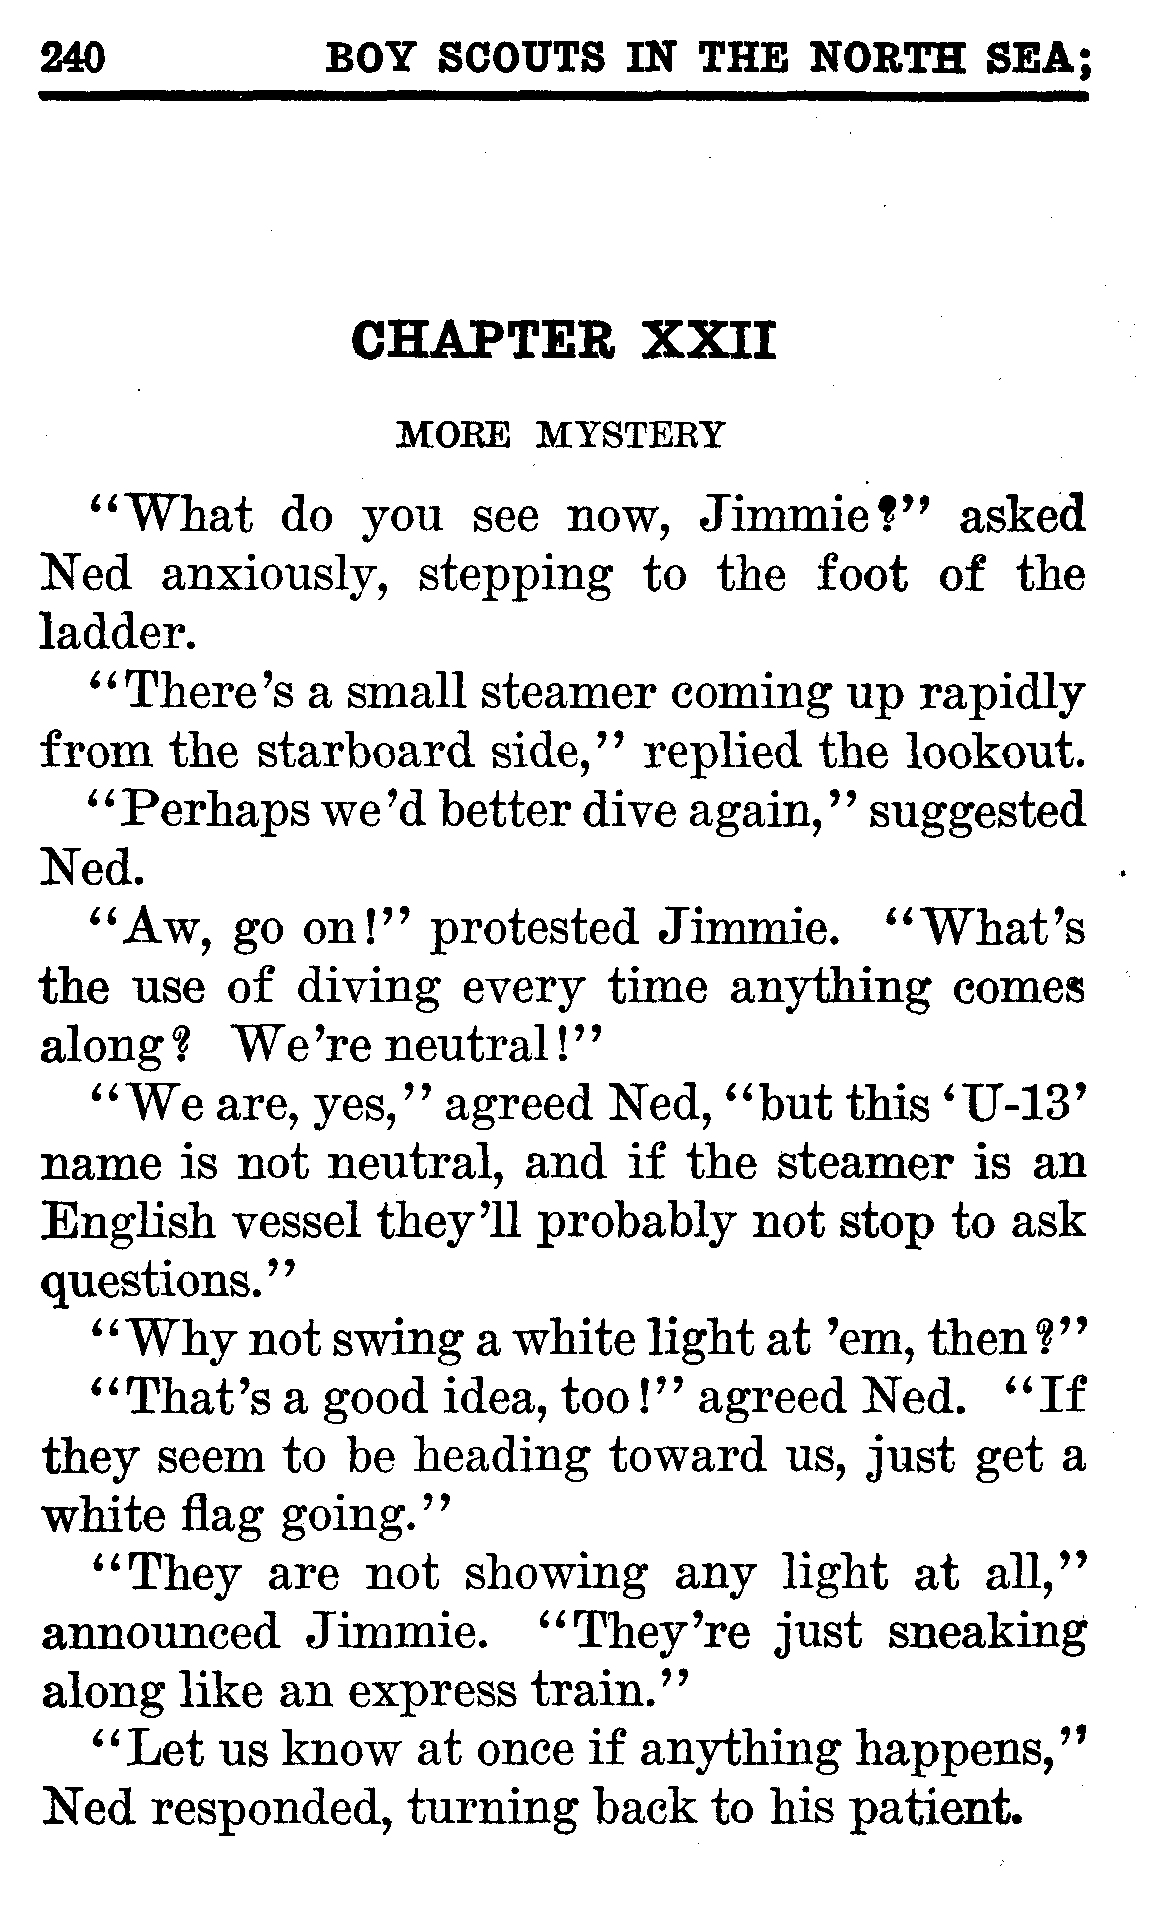 240 BOY SCOUTS IN THE NORTH SEA;
CHAPTER XXII
MORE MYSTERY
“What do you see now, Jimmie?” asked
Ned anxiously, stepping to the foot of the
ladder.
“There’s a small steamer coming up rapidly
from the starboard side,” replied the lookout.
“Perhaps we’d better dive again,” suggested
Ned.
“Aw, go on!” protested Jimmie. “What’s
the use of diving every time anything comes
along? We’re neutral!”
“We are, yes,” agreed Ned, “but this ‘U-13’
name is not neutral, and if the steamer is an
English vessel they’ll probably not stop to ask
questions.”
“Why not swing a white light at ’em, then?”
“That’s a good idea, too!” agreed Ned. “If
they seem to be heading toward us, just get a
white flag going.”
“They are not showing any light at all,”
announced Jimmie. “They’re just sneaking
along like an express train.”
“Let us know at once if anything happens,”
Ned responded, turning back to his patient.